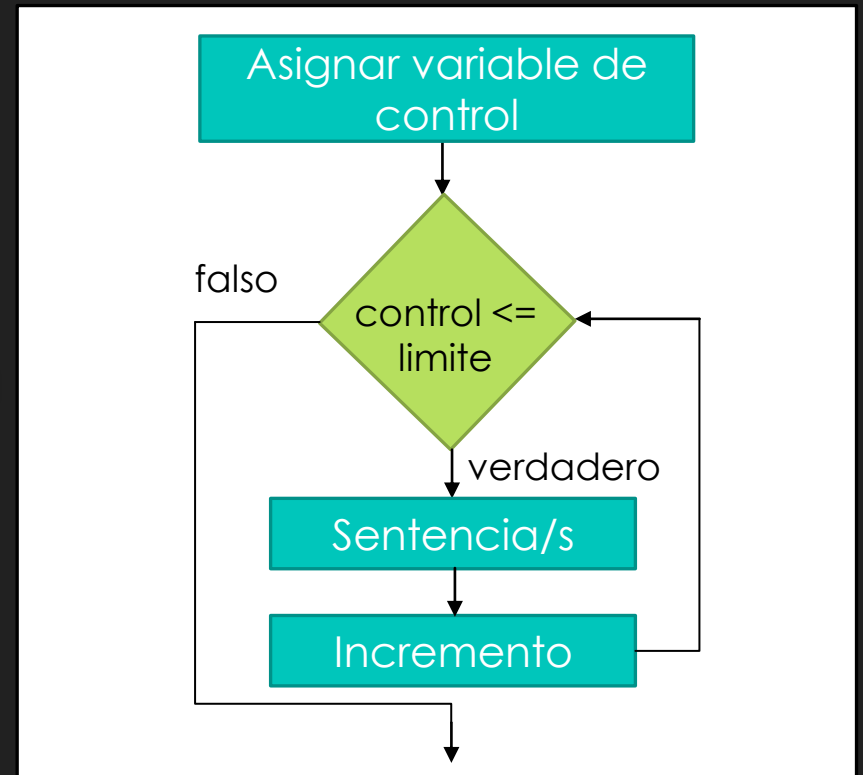 Asignar variable de
control
falso
control <=
limite
verdadero
Sentencia/s
Incremento